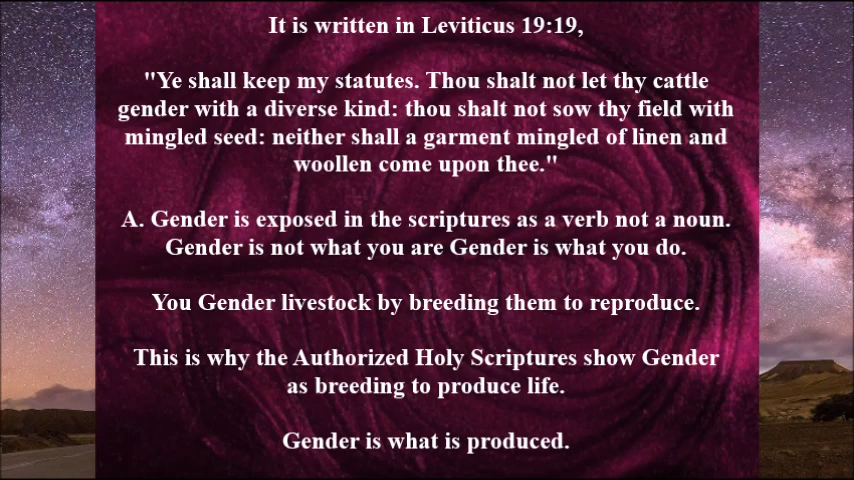 It is written in Leviticus 19:19,
"Ye shall keep my statutes. Thou shalt not let thy cattle
gender with a diverse kind: thou shalt not sow thy field with
mingled seed: neither shall a garment mingled of linen and
woollen come upon thee."
A. Gender is exposed in the scriptures as a verb not a noun.
Gender is not what you are Gender is what you do.
You Gender livestock by breeding them to reproduce.
This is why the Authorized Holy Scriptures show Gender
as breeding to produce life.
Gender is what is produced.